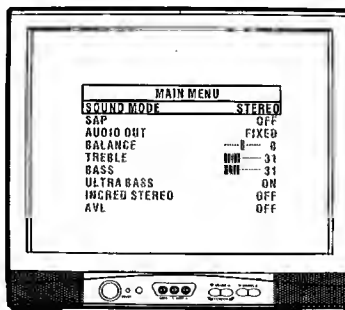 MAIN MENU
SOUND MODE STEREO
SAP OFF
AUDIO OUT FIXED
BALANCE 0
TREBLE 31
BASS 31
ULTRA BASS ON
INCRED STEREO OFF
AVL OFF